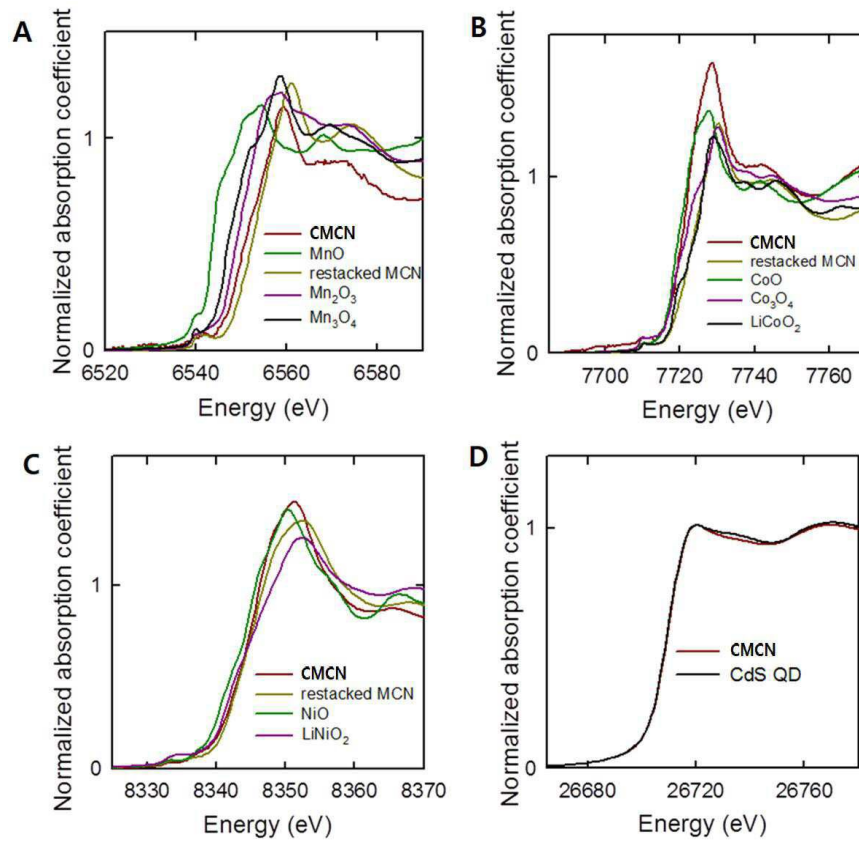 A
Normalized absorption coefficient
1
0
CMCN
MnO
restacked MCN
Mn₂O₃
Mn₃O₄
6520 6540 6560 6580
Energy (eV)
B
Normalized absorption coefficient
1
0
CMCN
restacked MCN
CoO
Co₃O₄
LiCoO₂
7700 7720 7740 7760
Energy (eV)
C
Normalized absorption coefficient
1
0
CMCN
restacked MCN
NiO
LiNiO₂
8330 8340 8350 8360 8370
Energy (eV)
D
Normalized absorption coefficient
1
0
CMCN
CdS QD
26680 26720 26760
Energy (eV)